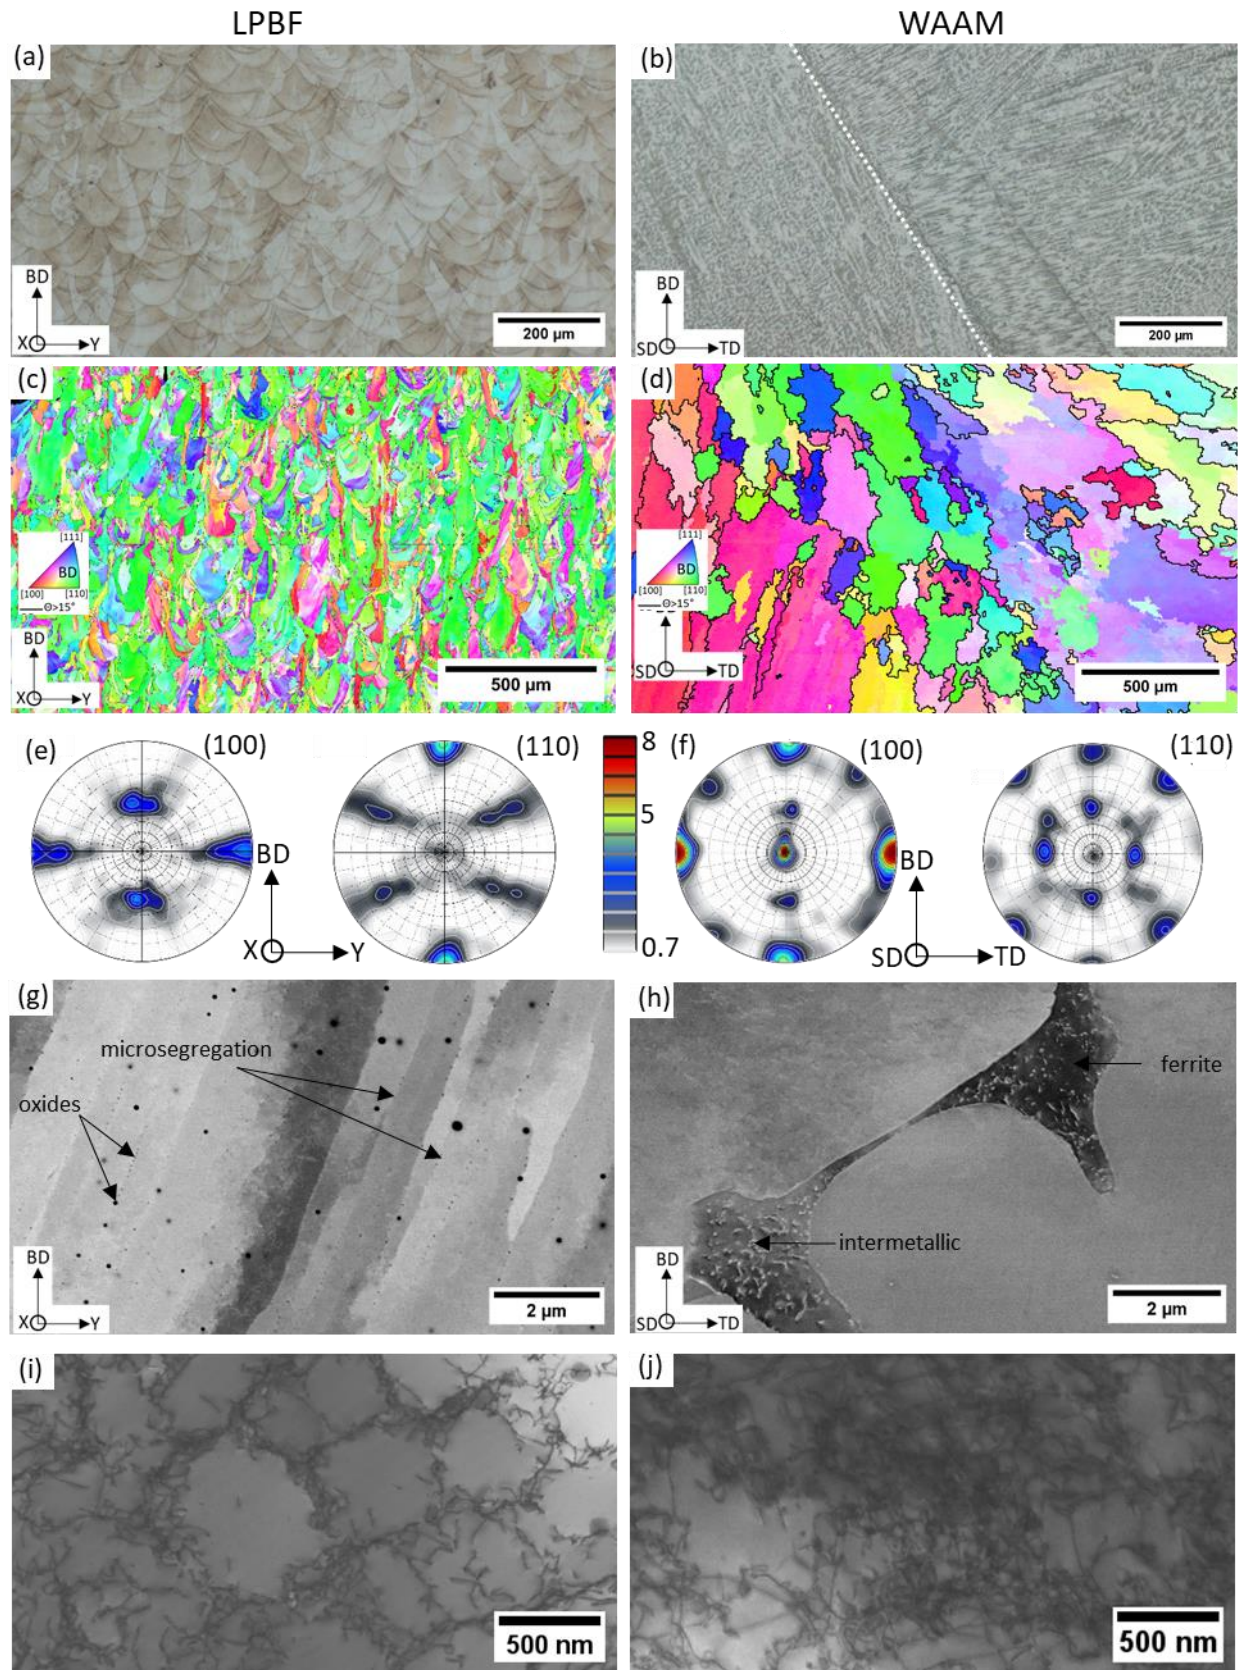 LPBF
WAAM
(a)
BD
X
Y
200 µm
(b)
BD
SD
TD
200 µm
(c)
[111]
BD
[100]
[110]
Θ>15°
BD
X
Y
500 µm
(d)
[111]
BD
[100]
[110]
Θ>15°
SD
TD
500 µm
(e)
(100)
(110)
BD
X
Y
8
5
0.7
(f)
(100)
(110)
BD
SD
TD
(g)
microsegregation
oxides
BD
X
Y
2 µm
(h)
ferrite
intermetallic
BD
SD
TD
2 µm
(i)
500 nm
(j)
500 nm